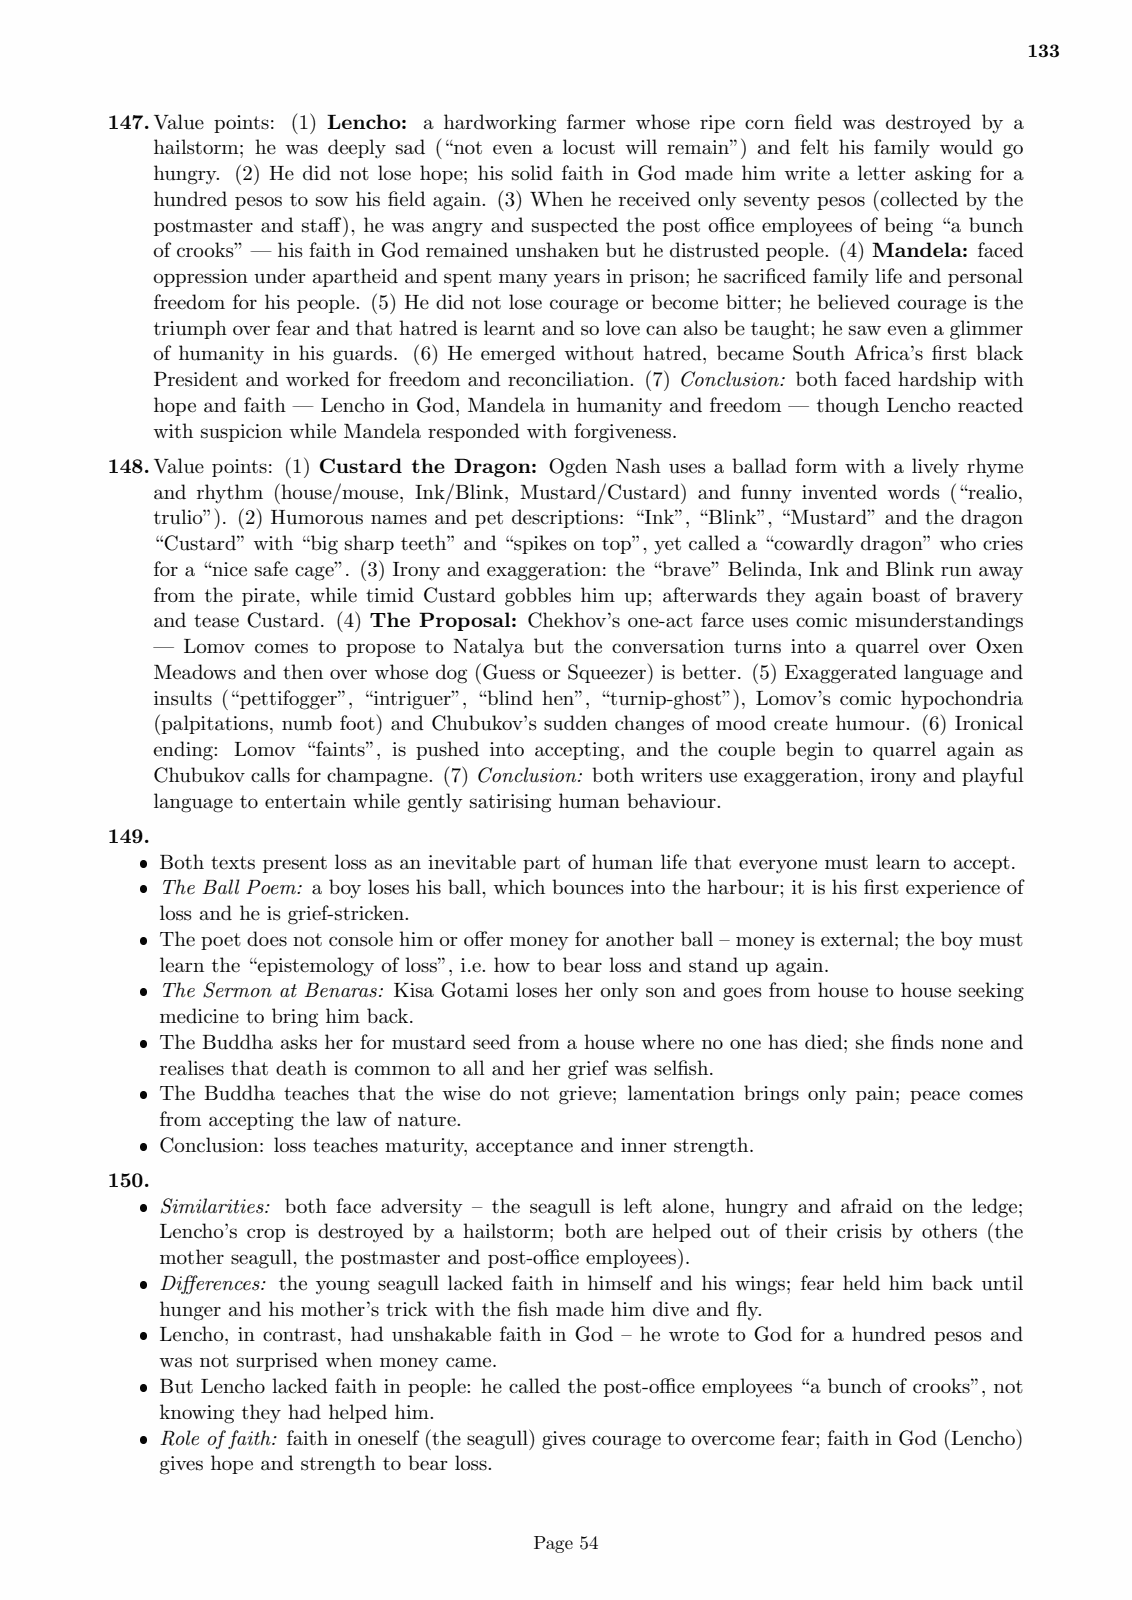 133
147. Value points: (1) Lencho: a hardworking farmer whose ripe corn field was destroyed by a
hailstorm; he was deeply sad (“not even a locust will remain”) and felt his family would go
hungry. (2) He did not lose hope; his solid faith in God made him write a letter asking for a
hundred pesos to sow his field again. (3) When he received only seventy pesos (collected by the
postmaster and staff), he was angry and suspected the post office employees of being “a bunch
of crooks” — his faith in God remained unshaken but he distrusted people. (4) Mandela: faced
oppression under apartheid and spent many years in prison; he sacrificed family life and personal
freedom for his people. (5) He did not lose courage or become bitter; he believed courage is the
triumph over fear and that hatred is learnt and so love can also be taught; he saw even a glimmer
of humanity in his guards. (6) He emerged without hatred, became South Africa’s first black
President and worked for freedom and reconciliation. (7) Conclusion: both faced hardship with
hope and faith — Lencho in God, Mandela in humanity and freedom — though Lencho reacted
with suspicion while Mandela responded with forgiveness.
148. Value points: (1) Custard the Dragon: Ogden Nash uses a ballad form with a lively rhyme
and rhythm (house/mouse, Ink/Blink, Mustard/Custard) and funny invented words (“realio,
trulio”). (2) Humorous names and pet descriptions: “Ink”, “Blink”, “Mustard” and the dragon
“Custard” with “big sharp teeth” and “spikes on top”, yet called a “cowardly dragon” who cries
for a “nice safe cage”. (3) Irony and exaggeration: the “brave” Belinda, Ink and Blink run away
from the pirate, while timid Custard gobbles him up; afterwards they again boast of bravery
and tease Custard. (4) The Proposal: Chekhov’s one-act farce uses comic misunderstandings
— Lomov comes to propose to Natalya but the conversation turns into a quarrel over Oxen
Meadows and then over whose dog (Guess or Squeezer) is better. (5) Exaggerated language and
insults (“pettifogger”, “intriguer”, “blind hen”, “turnip-ghost”), Lomov’s comic hypochondria
(palpitations, numb foot) and Chubukov’s sudden changes of mood create humour. (6) Ironical
ending: Lomov “faints”, is pushed into accepting, and the couple begin to quarrel again as
Chubukov calls for champagne. (7) Conclusion: both writers use exaggeration, irony and playful
language to entertain while gently satirising human behaviour.
149.
• Both texts present loss as an inevitable part of human life that everyone must learn to accept.
• The Ball Poem: a boy loses his ball, which bounces into the harbour; it is his first experience of
loss and he is grief-stricken.
• The poet does not console him or offer money for another ball – money is external; the boy must
learn the “epistemology of loss”, i.e. how to bear loss and stand up again.
• The Sermon at Benaras: Kisa Gotami loses her only son and goes from house to house seeking
medicine to bring him back.
• The Buddha asks her for mustard seed from a house where no one has died; she finds none and
realises that death is common to all and her grief was selfish.
• The Buddha teaches that the wise do not grieve; lamentation brings only pain; peace comes
from accepting the law of nature.
• Conclusion: loss teaches maturity, acceptance and inner strength.
150.
• Similarities: both face adversity – the seagull is left alone, hungry and afraid on the ledge;
Lencho’s crop is destroyed by a hailstorm; both are helped out of their crisis by others (the
mother seagull, the postmaster and post-office employees).
• Differences: the young seagull lacked faith in himself and his wings; fear held him back until
hunger and his mother’s trick with the fish made him dive and fly.
• Lencho, in contrast, had unshakable faith in God – he wrote to God for a hundred pesos and
was not surprised when money came.
• But Lencho lacked faith in people: he called the post-office employees “a bunch of crooks”, not
knowing they had helped him.
• Role of faith: faith in oneself (the seagull) gives courage to overcome fear; faith in God (Lencho)
gives hope and strength to bear loss.
Page 54